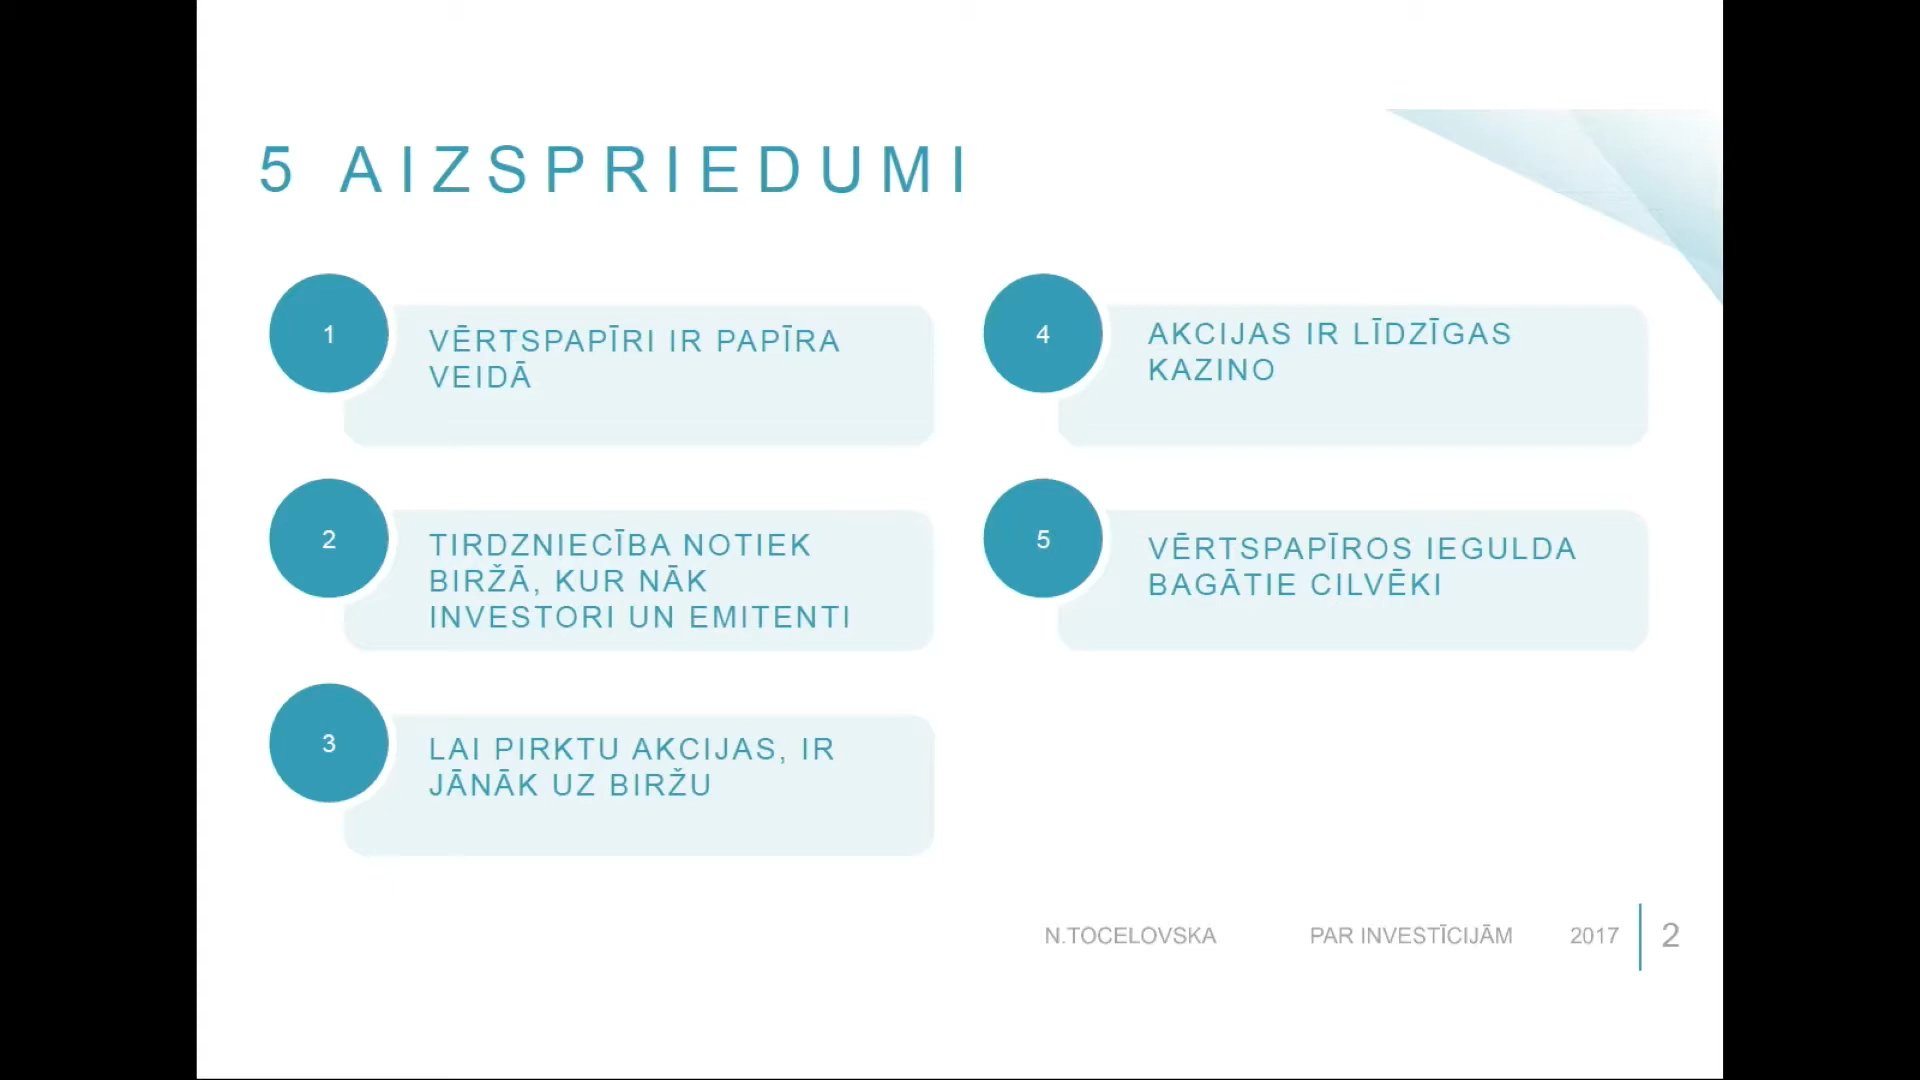 5 AIZSPRIEDUMI
1
VĒRTSPAPĪRI IR PAPĪRA
VEIDĀ
2
TIRDZNIECĪBA NOTIEK
BIRŽĀ, KUR NĀK
INVESTORI UN EMITENTI
3
LAI PIRKTU AKCIJAS, IR
JĀNĀK UZ BIRŽU
4
AKCIJAS IR LĪDZĪGAS
KAZINO
5
VĒRTSPAPĪROS IEGULDA
BAGĀTIE CILVĒKI
N.TOCELOVSKA PAR INVESTĪCIJĀM 2017 2